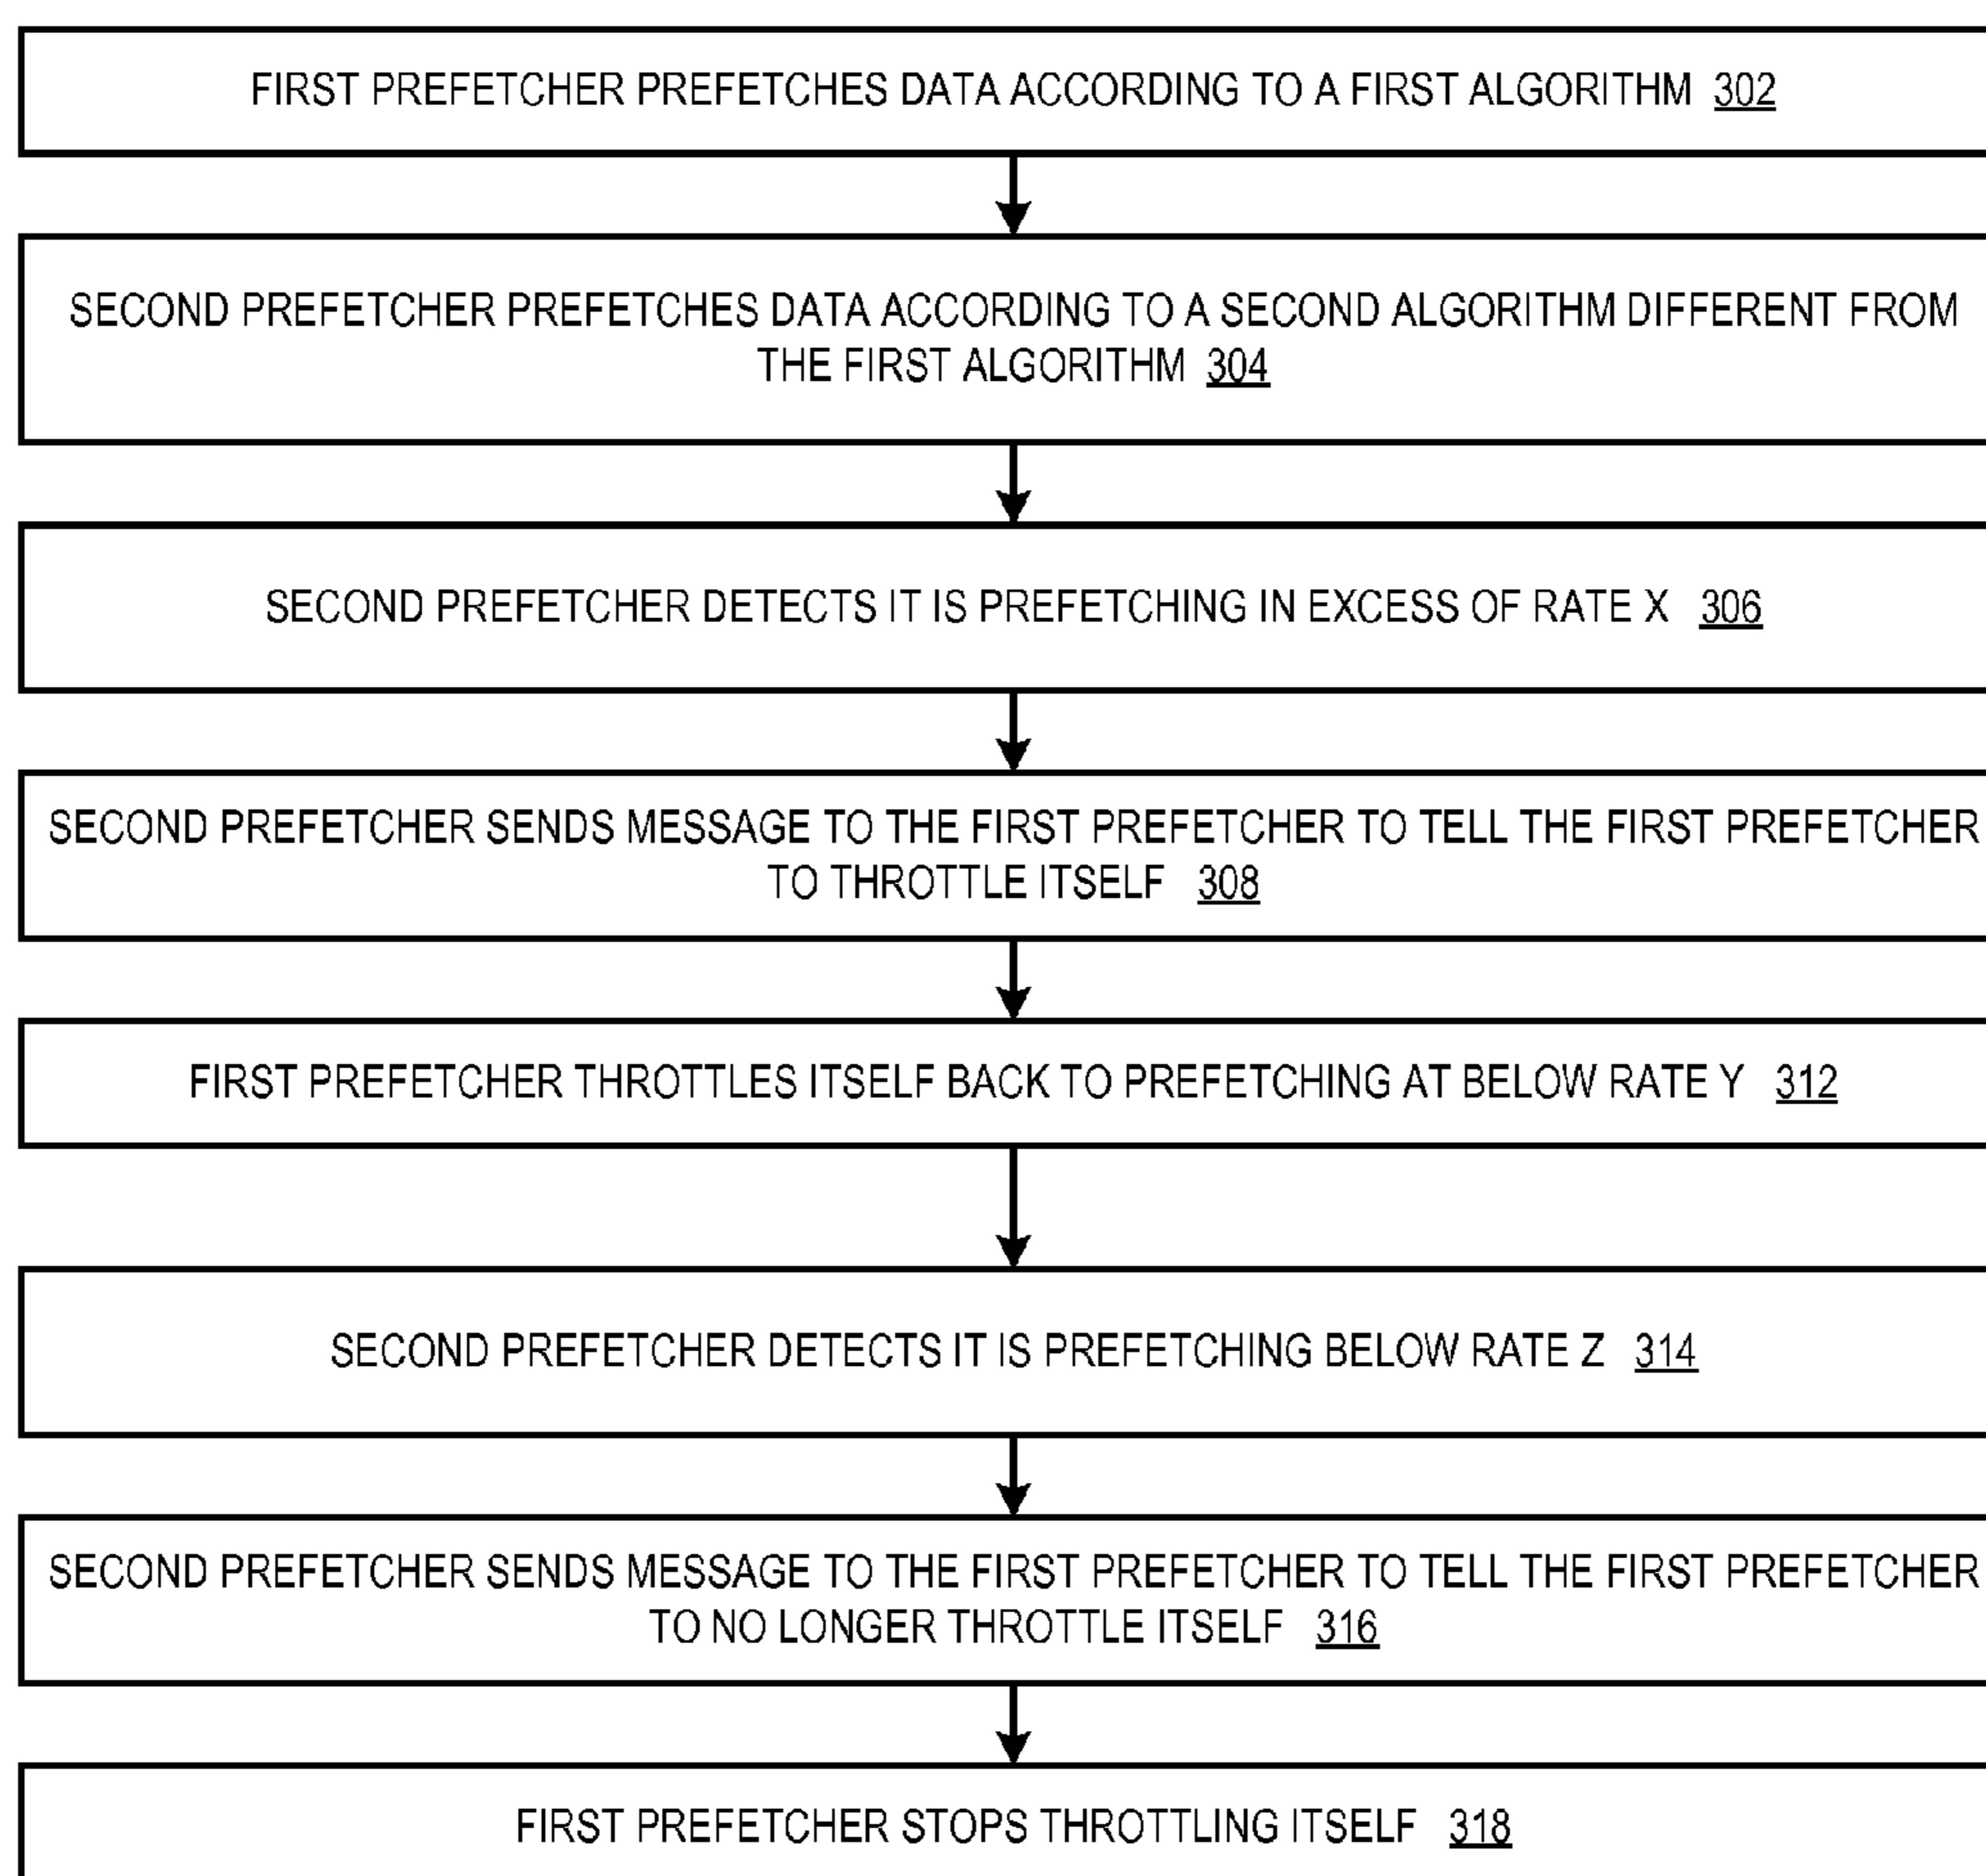 FIRST PREFETCHER PREFETCHES DATA ACCORDING TO A FIRST ALGORITHM 302
SECOND PREFETCHER PREFETCHES DATA ACCORDING TO A SECOND ALGORITHM DIFFERENT FROM
THE FIRST ALGORITHM 304
SECOND PREFETCHER DETECTS IT IS PREFETCHING IN EXCESS OF RATE X 306
SECOND PREFETCHER SENDS MESSAGE TO THE FIRST PREFETCHER TO TELL THE FIRST PREFETCHER
TO THROTTLE ITSELF 308
FIRST PREFETCHER THROTTLES ITSELF BACK TO PREFETCHING AT BELOW RATE Y 312
SECOND PREFETCHER DETECTS IT IS PREFETCHING BELOW RATE Z 314
SECOND PREFETCHER SENDS MESSAGE TO THE FIRST PREFETCHER TO TELL THE FIRST PREFETCHER
TO NO LONGER THROTTLE ITSELF 316
FIRST PREFETCHER STOPS THROTTLING ITSELF 318